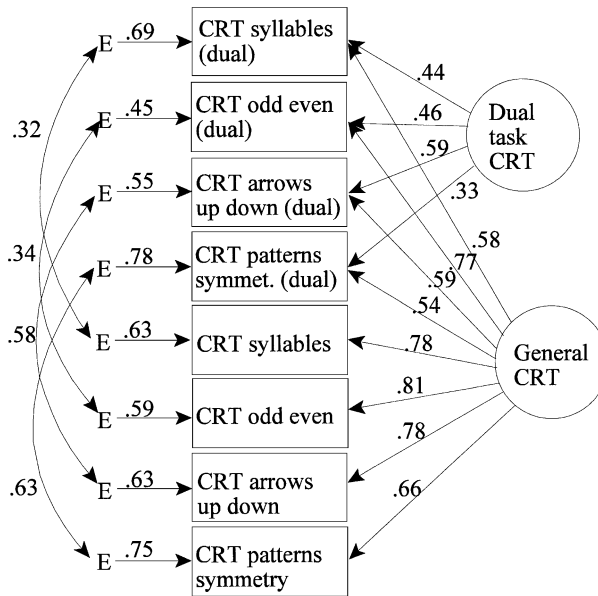 E .69 CRT syllables
(dual)
.44
.32
E .45 CRT odd even
(dual)
.46
Dual
task
CRT
.59
E .55 CRT arrows
up down (dual)
.33
.34
E .78 CRT patterns
symmet. (dual)
.58
.77
.59
.54
.58
E .63 CRT syllables
.78
General
CRT
E .59 CRT odd even
.81
.78
.63
E .63 CRT arrows
up down
.66
E .75 CRT patterns
symmetry